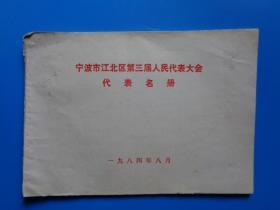 宁波市江北区第三届人民代表大会
代表名册
一九八四年八月